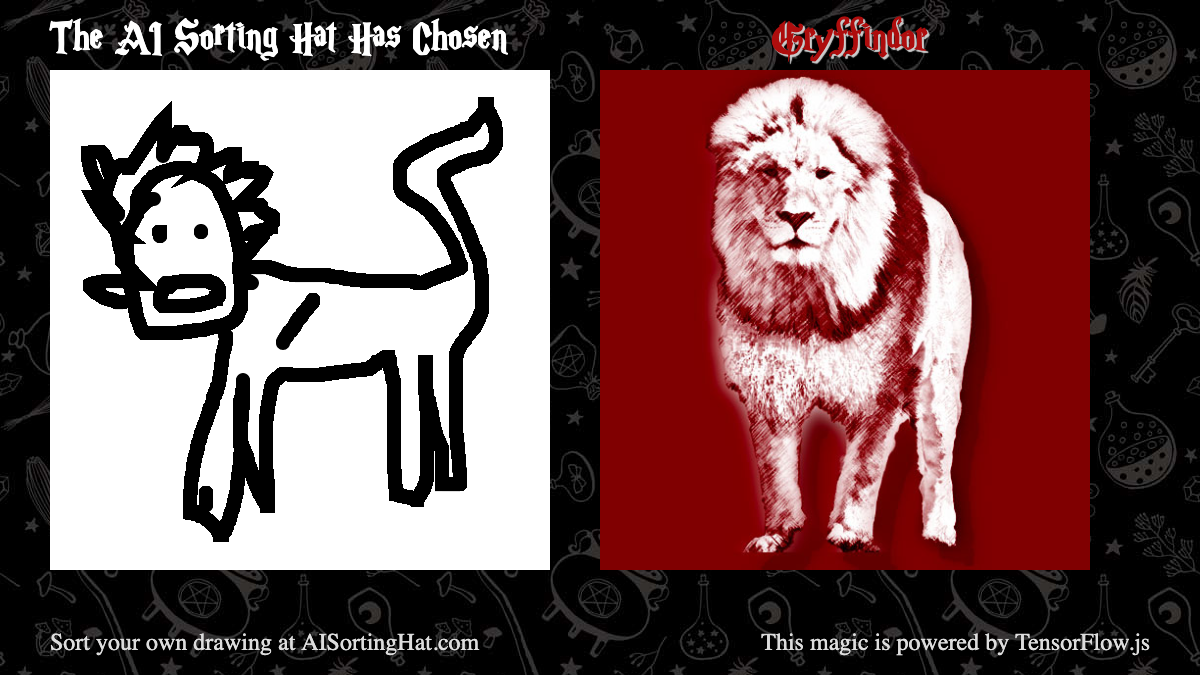 The AI Sorting Hat Has Chosen
Gryffindor
Sort your own drawing at AISortingHat.com
This magic is powered by TensorFlow.js